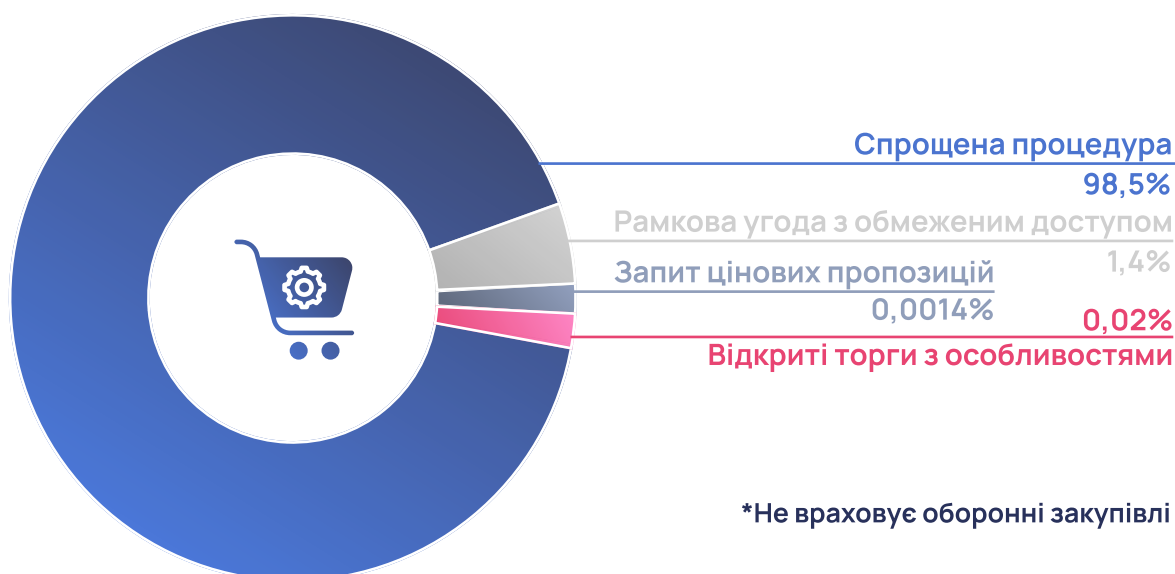 Спрощена процедура
98,5%
Рамкова угода з обмеженим доступом
1,4%
Запит цінових пропозицій
0,0014%
0,02%
Відкриті торги з особливостями
*Не враховує оборонні закупівлі